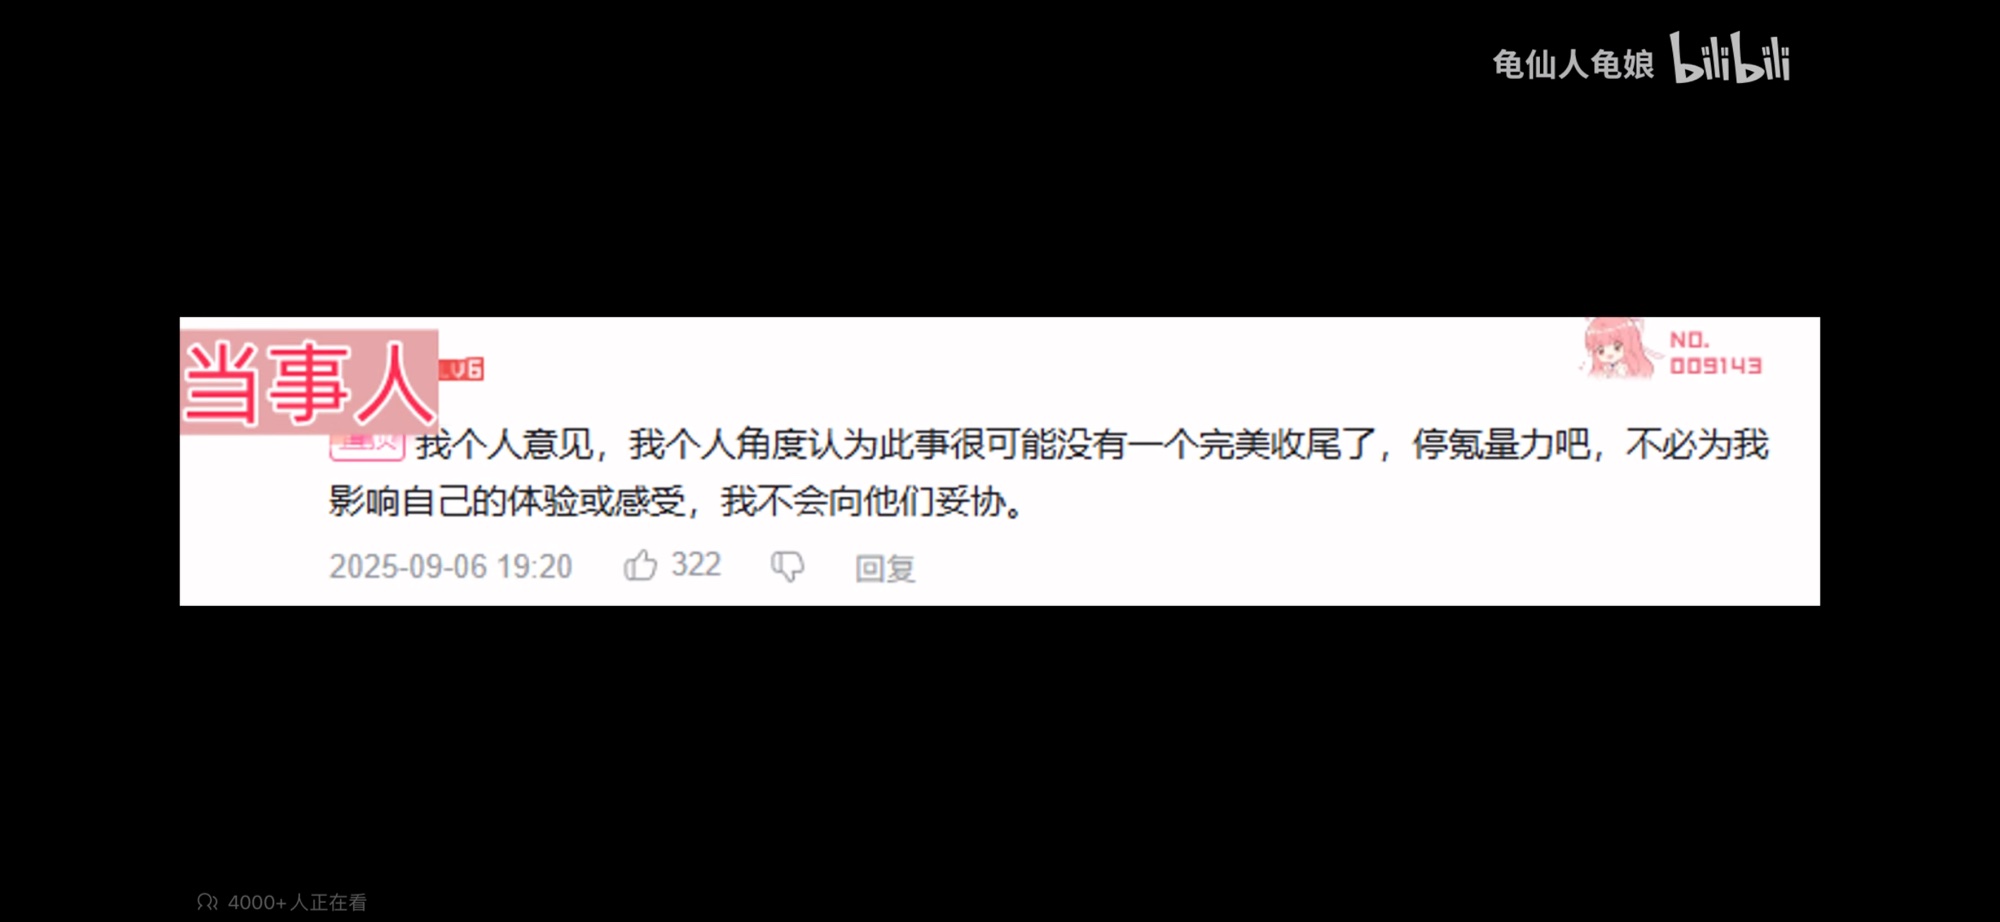 龟仙人龟娘 bilibili
当事人 LV6
NO.
009143
置顶 我个人意见，我个人角度认为此事很可能没有一个完美收尾了，停氪量力吧，不必为我
影响自己的体验或感受，我不会向他们妥协。
2025-09-06 19:20 322 回复
4000+人正在看